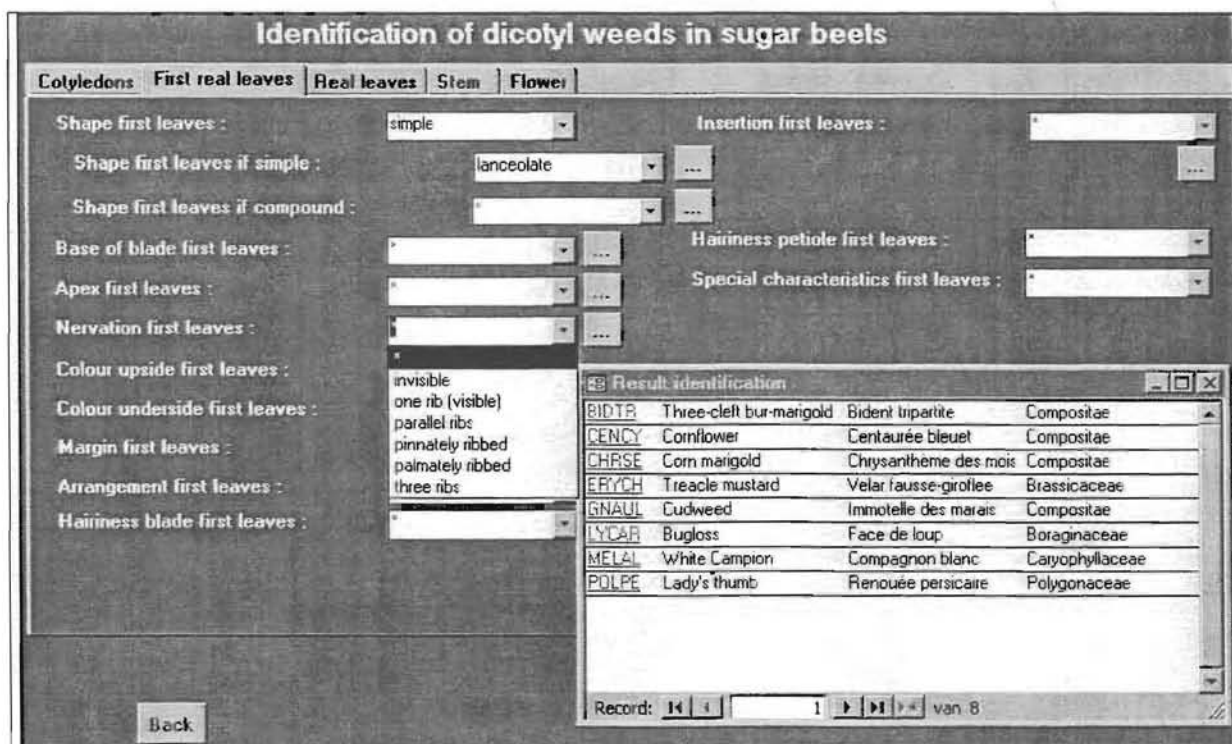 Identification of dicotyl weeds in sugar beets
Cotyledons First real leaves Real leaves Stem Flower
Shape first leaves : simple
Insertion first leaves : *
Shape first leaves if simple : lanceolate ...
...
Shape first leaves if compound : * ...
Base of blade first leaves : * ...
Hairiness petiole first leaves : *
Apex first leaves : * ...
Special characteristics first leaves : *
Nervation first leaves : * ...
*
invisible
one rib (visible)
parallel ribs
pinnately ribbed
palmately ribbed
three ribs
Colour upside first leaves :
Colour underside first leaves :
Margin first leaves :
Arrangement first leaves :
Hairiness blade first leaves : *
Result identification
BIDTR Three-cleft bur-marigold Bident tripartite Compositae
CENCY Cornflower Centaurée bleuet Compositae
CHRSE Corn marigold Chrysanthème des mois Compositae
ERYCH Treacle mustard Velar fausse-giroflee Brassicaceae
GNAUL Cudweed Immotelle des marais Compositae
LYCAR Bugloss Face de loup Boraginaceae
MELAL White Campion Compagnon blanc Caryophyllaceae
POLPE Lady's thumb Renouée persicaire Polygonaceae
Record: 1 van 8
Back